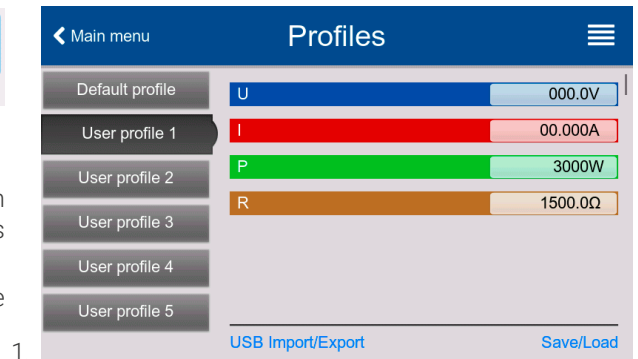 Main menu
Profiles
Default profile
User profile 1
User profile 2
User profile 3
User profile 4
User profile 5
U 000.0V
I 00.000A
P 3000W
R 1500.0Ω
USB Import/Export
Save/Load
s
e
1